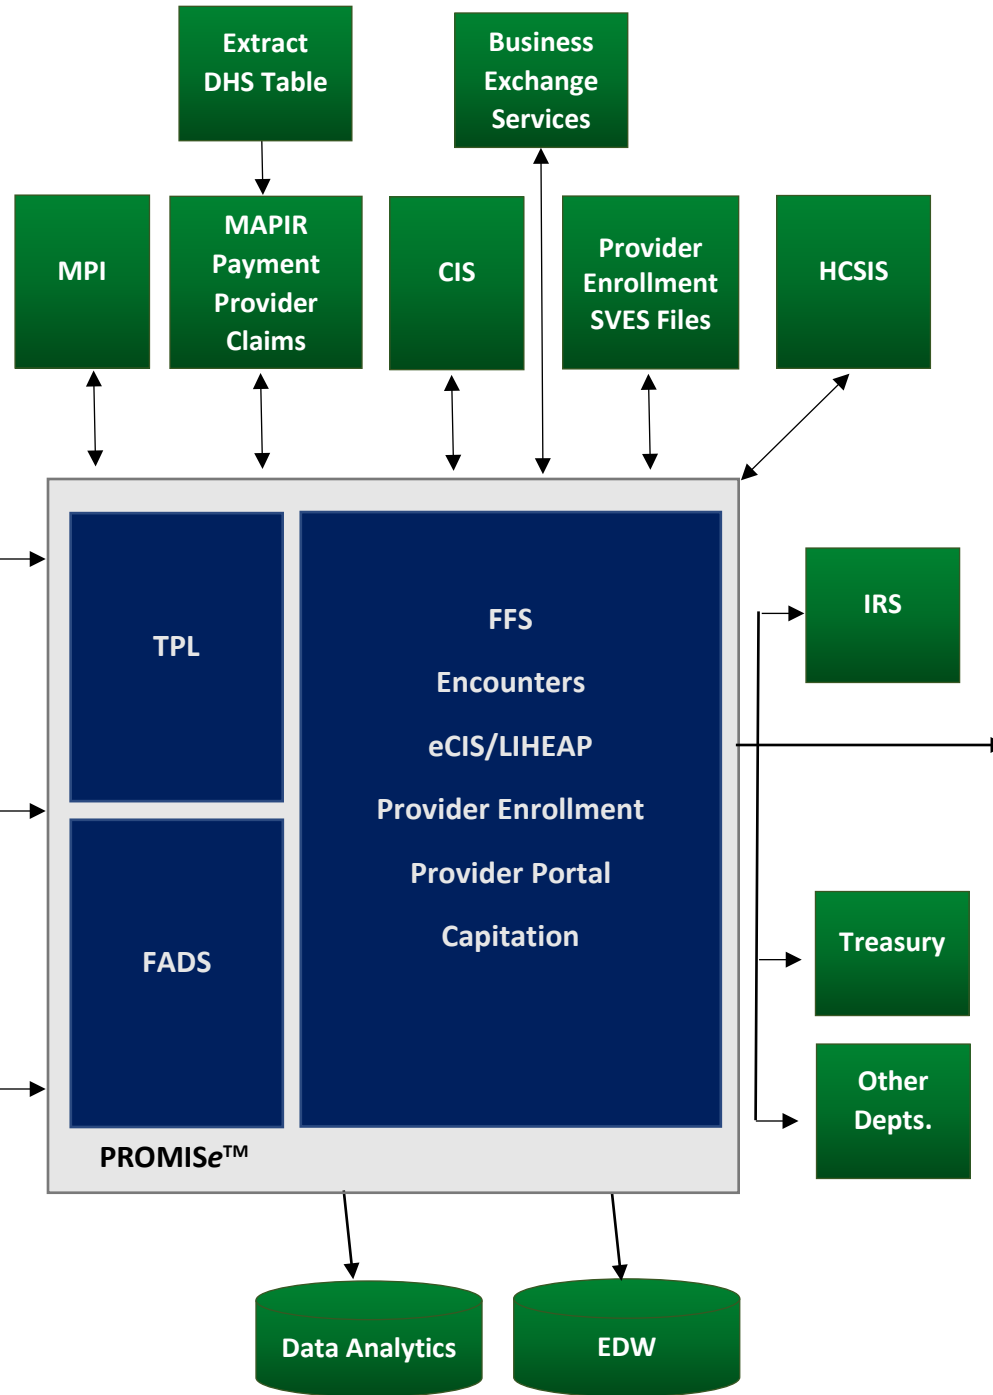 Extract
DHS Table
Business
Exchange
Services
MPI
MAPIR
Payment
Provider
Claims
CIS
Provider
Enrollment
SVES Files
HCSIS
TPL
FADS
FFS
Encounters
eCIS/LIHEAP
Provider Enrollment
Provider Portal
Capitation
PROMISe™
IRS
Treasury
Other
Depts.
Data Analytics
EDW